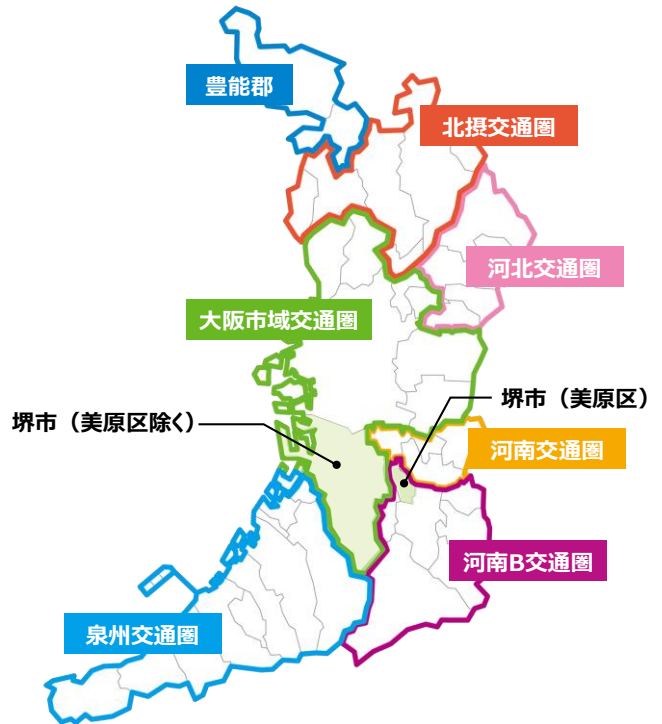 豊能郡
北摂交通圏
河北交通圏
大阪市域交通圏
堺市（美原区）
堺市（美原区除く）
河南交通圏
河南B交通圏
泉州交通圏